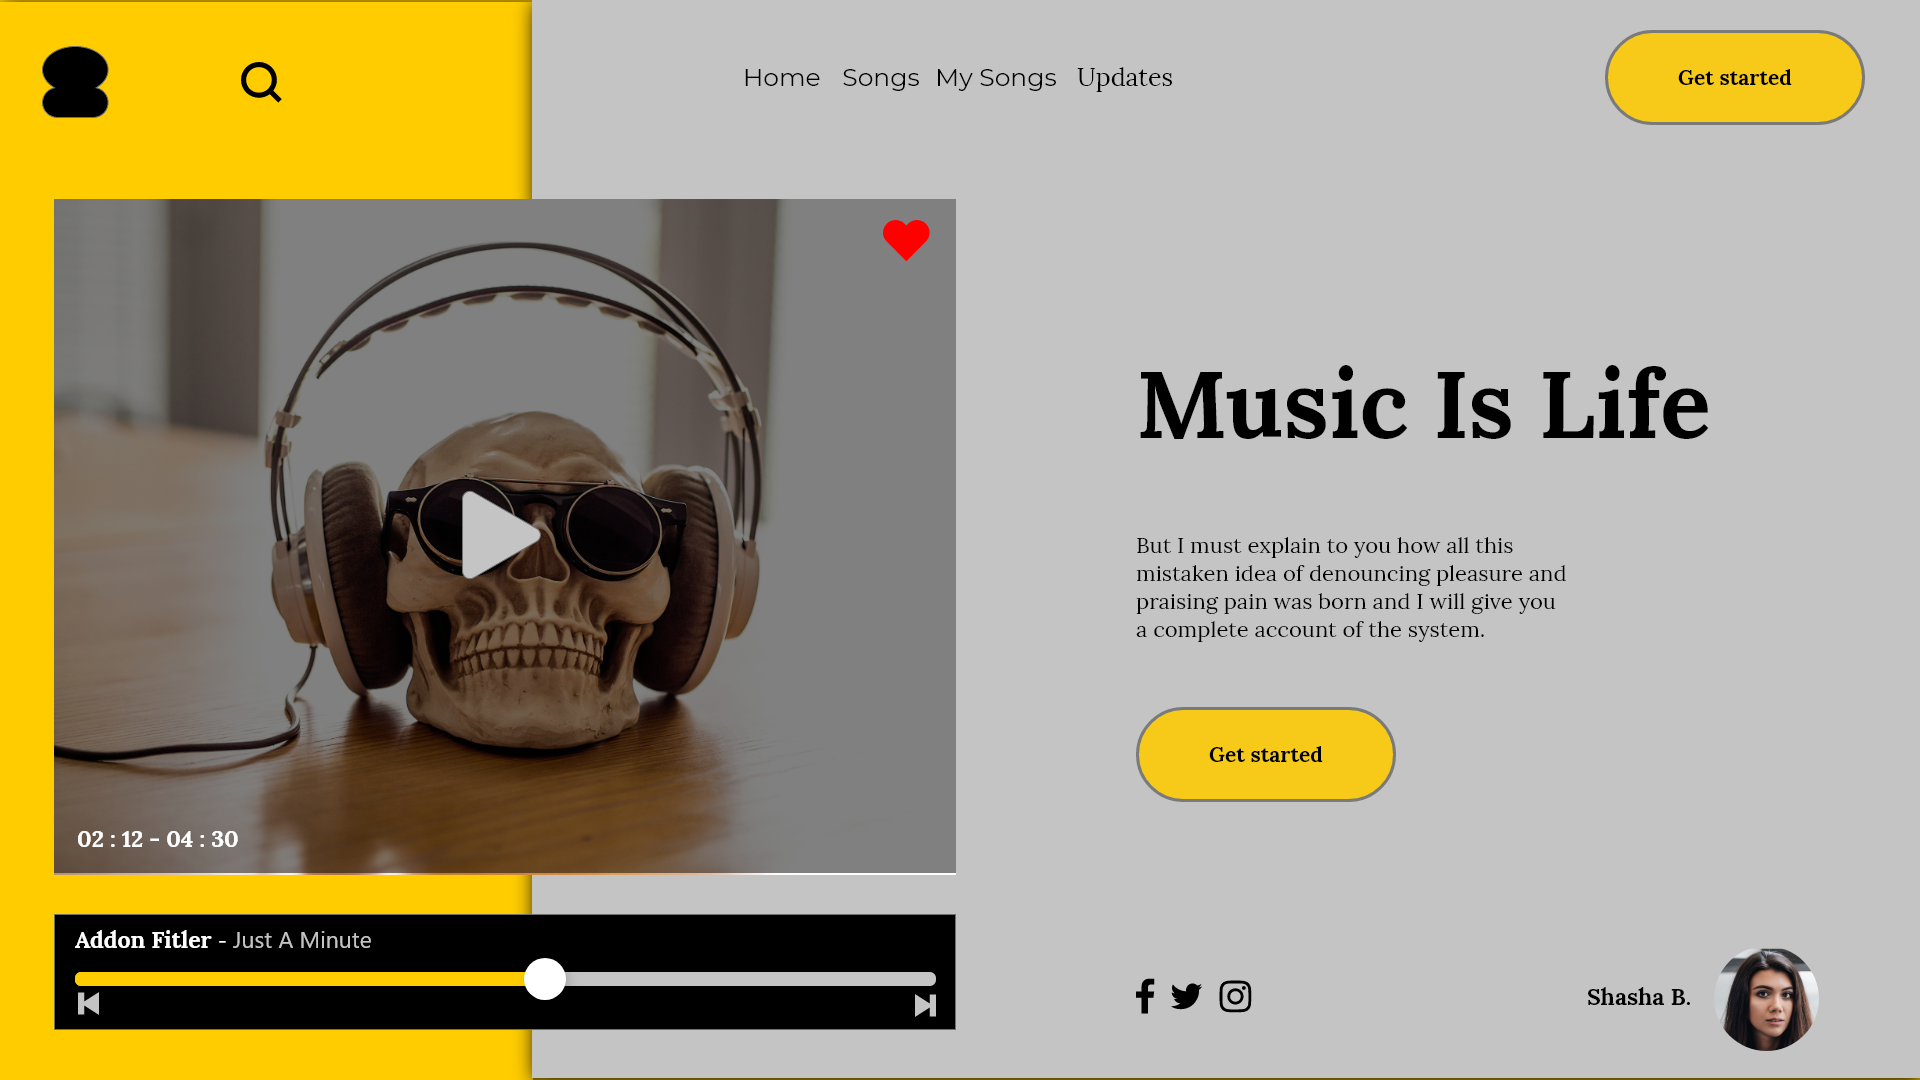 Home Songs My Songs Updates
Get started
Music Is Life
But I must explain to you how all this
mistaken idea of denouncing pleasure and
praising pain was born and I will give you
a complete account of the system.
Get started
02 : 12 - 04 : 30
Addon Fitler - Just A Minute
Shasha B.